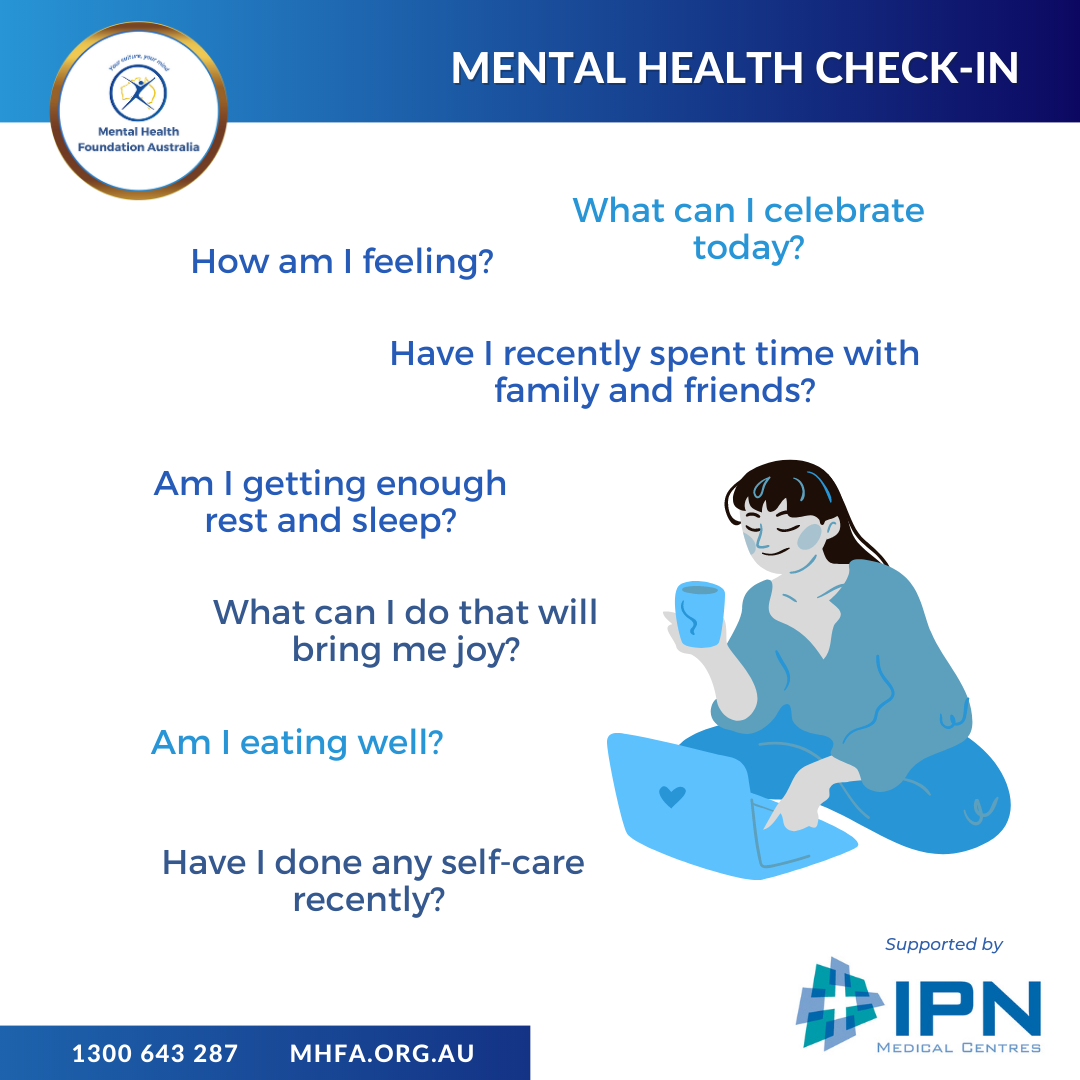 MENTAL HEALTH CHECK-IN
Your culture, your mind
Mental Health
Foundation Australia
What can I celebrate
today?
How am I feeling?
Have I recently spent time with
family and friends?
Am I getting enough
rest and sleep?
What can I do that will
bring me joy?
Am I eating well?
Have I done any self-care
recently?
Supported by
IPN
MEDICAL CENTRES
1300 643 287 MHFA.ORG.AU